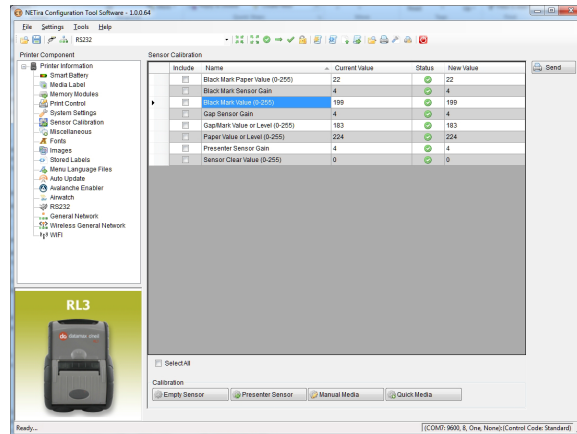 NETira Configuration Tool Software - 1.0.0.64
File Settings Tools Help
RS232
Printer Component
Sensor Calibration
Printer Information
Smart Battery
Media Label
Memory Modules
Print Control
System Settings
Sensor Calibration
Miscellaneous
Fonts
Images
Stored Labels
Menu Language Files
Auto Update
Avalanche Enabler
Airwatch
RS232
General Network
Wireless General Network
WIFI
Include Name Current Value Status New Value
Black Mark Paper Value (0-255) 22 22
Black Mark Sensor Gain 4 4
Black Mark Value (0-255) 199 199
Gap Sensor Gain 4 4
Gap/Mark Value or Level (0-255) 183 183
Paper Value or Level (0-255) 224 224
Presenter Sensor Gain 4 4
Sensor Clear Value (0-255) 0 0
Send
RL3
datamax·oneil
Select All
Calibration
Empty Sensor Presenter Sensor Manual Media Quick Media
Ready... (COM7: 9600, 8, One, None):(Control Code: Standard)